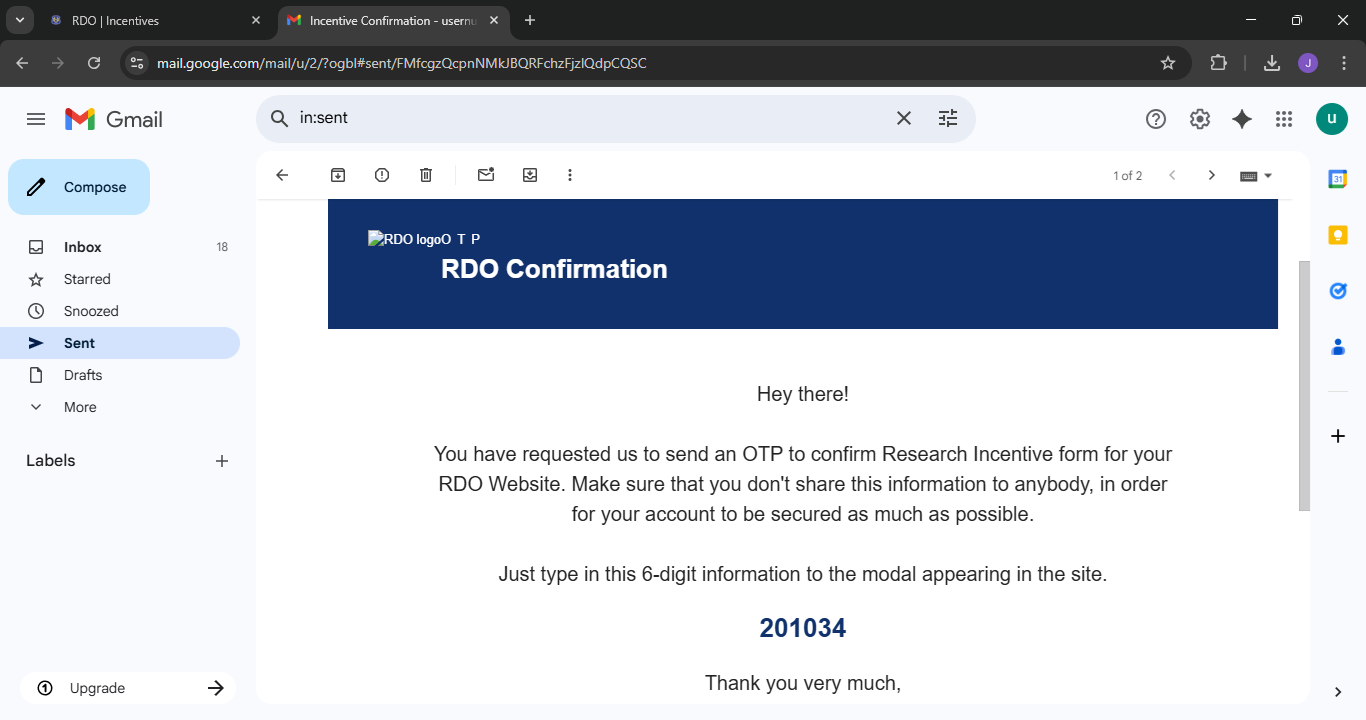 RDO | Incentives
Incentive Confirmation - usernu
mail.google.com/mail/u/2/?ogbl#sent/FMfcgzQcpnNMkJBQRFchzFjzlQdpCQSC
J
Gmail
in:sent
u
Compose
1 of 2
31
Inbox 18
Starred
Snoozed
Sent
Drafts
More
Labels
Upgrade
RDO logoO T P
RDO Confirmation
Hey there!
You have requested us to send an OTP to confirm Research Incentive form for your
RDO Website. Make sure that you don't share this information to anybody, in order
for your account to be secured as much as possible.
Just type in this 6-digit information to the modal appearing in the site.
201034
Thank you very much,